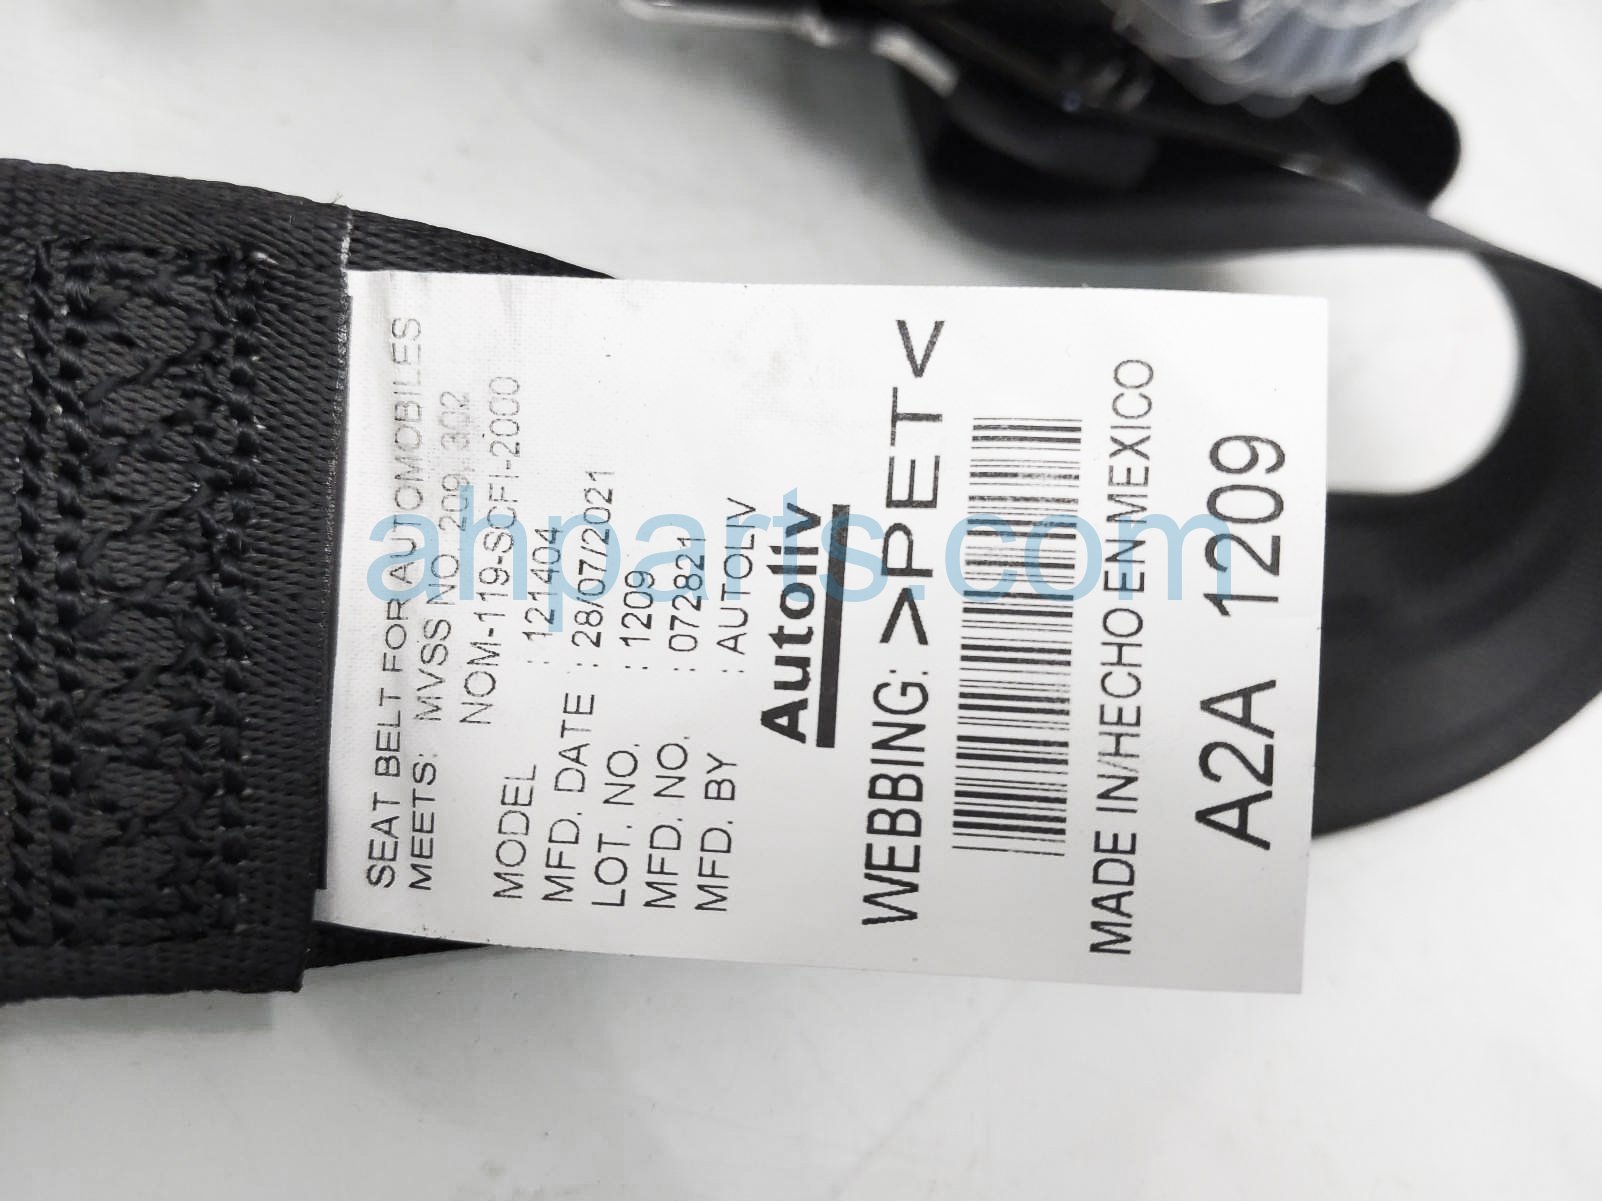 SEAT BELT FOR AUTOMOBILES
MEETS: MVSS NO.209.302
NOM-119-SCFI-2000
MODEL : 121404
MFD. DATE : 28/07/2021
LOT. NO. : 1209
MFD. NO. : 072821
MFD. BY : AUTOLIV
Autoliv
WEBBING: >PET<
MADE IN/HECHO EN MEXICO
A2A 1209
ahparts.com